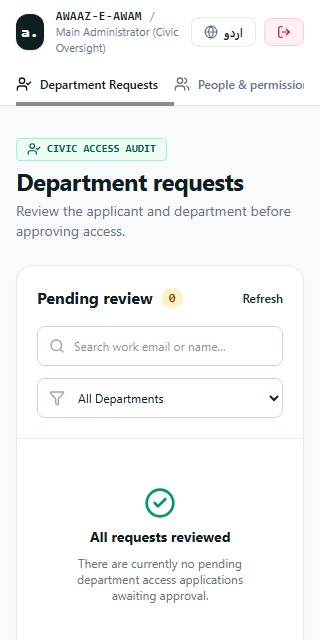 a.
AWAAZ-E-AWAM /
Main Administrator (Civic
Oversight)
اردو
Department Requests
People & permission
CIVIC ACCESS AUDIT
Department requests
Review the applicant and department before
approving access.
Pending review 0 Refresh
Search work email or name...
All Departments
All requests reviewed
There are currently no pending
department access applications
awaiting approval.